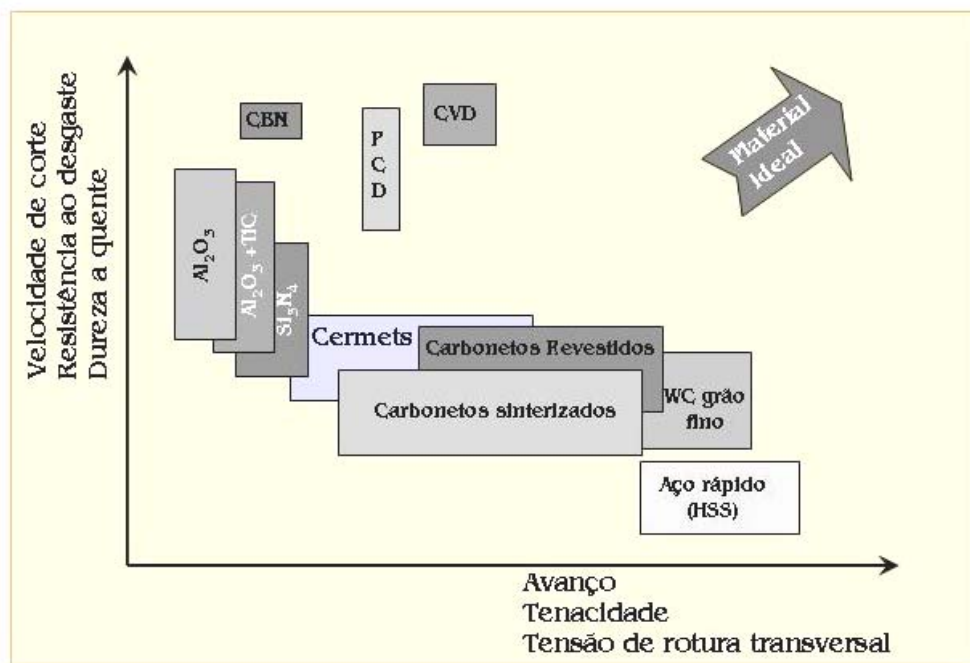 Velocidade de corte
Resistência ao desgaste
Dureza a quente
CBN
P
C
D
CVD
Material
Ideal
Al₂O₃
Al₂O₃ +TiC
Si₃N₄
Cermets
Carbonetos Revestidos
Carbonetos sinterizados
WC grão
fino
Aço rápido
(HSS)
Avanço
Tenacidade
Tensão de rotura transversal